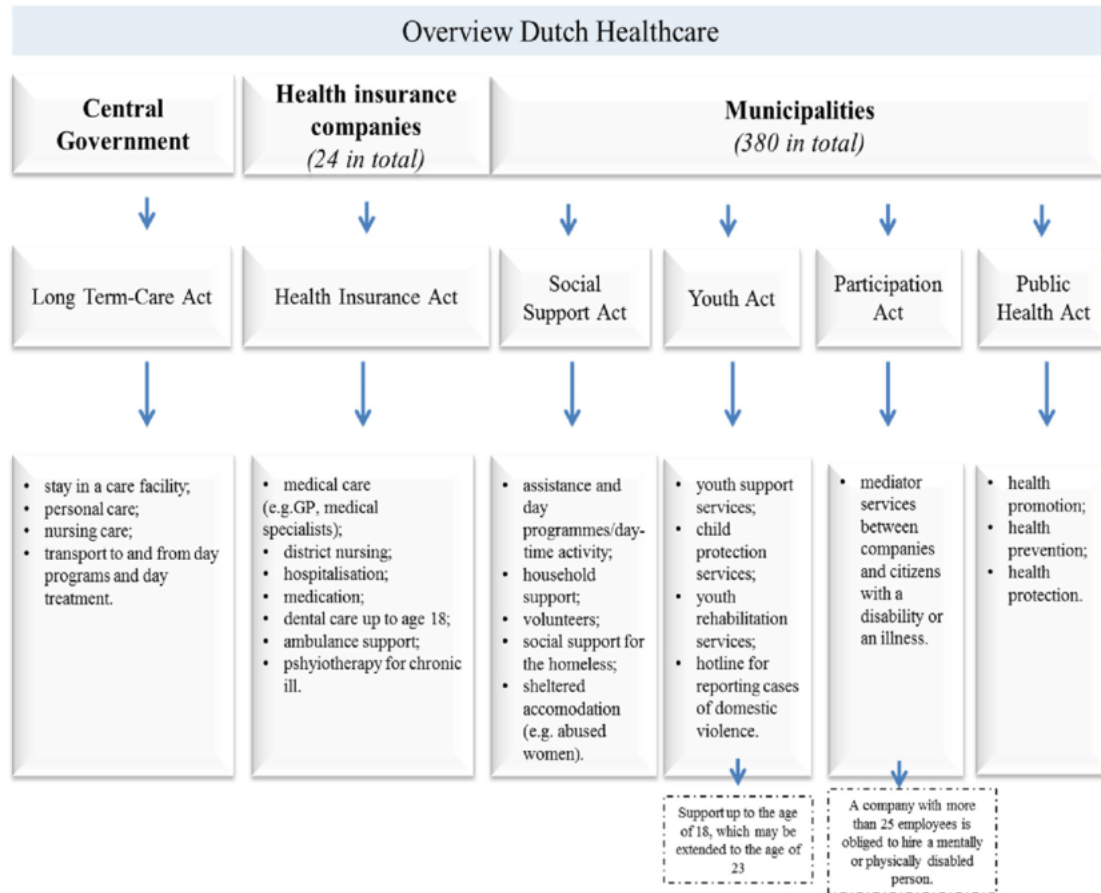 Overview Dutch Healthcare
Central
Government
Health insurance
companies
(24 in total)
Municipalities
(380 in total)
Long Term-Care Act
Health Insurance Act
Social
Support Act
Youth Act
Participation
Act
Public
Health Act
• stay in a care facility;
• personal care;
• nursing care;
• transport to and from day
programs and day
treatment.
• medical care
(e.g.GP, medical
specialists);
• district nursing;
• hospitalisation;
• medication;
• dental care up to age 18;
• ambulance support;
• pshyiotherapy for chronic
ill.
• assistance and
day
programmes/day-
time activity;
• household
support;
• volunteers;
• social support for
the homeless;
• sheltered
accomodation
(e.g. abused
women).
• youth support
services;
• child
protection
services;
• youth
rehabilitation
services;
• hotline for
reporting cases
of domestic
violence.
• mediator
services
between
companies
and citizens
with a
disability or
an illness.
• health
promotion;
• health
prevention;
• health
protection.
Support up to the age
of 18, which may be
extended to the age of
23
A company with more
than 25 employees is
obliged to hire a mentally
or physically disabled
person.